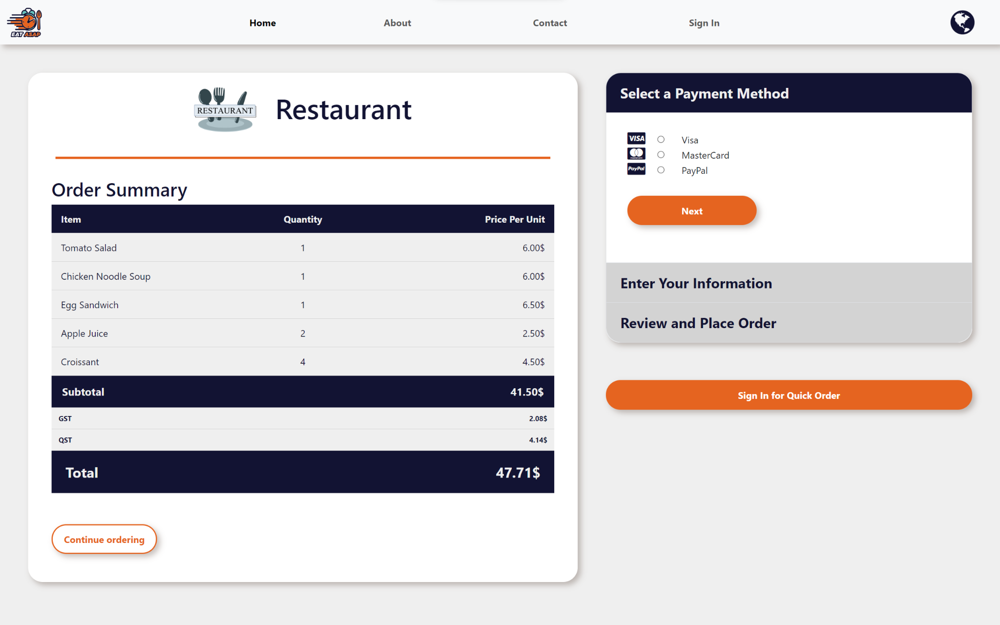 EAT ASAP
Home About Contact Sign In
RESTAURANT
Restaurant
Order Summary
Item Quantity Price Per Unit
Tomato Salad 1 6.00$
Chicken Noodle Soup 1 6.00$
Egg Sandwich 1 6.50$
Apple Juice 2 2.50$
Croissant 4 4.50$
Subtotal 41.50$
GST 2.08$
QST 4.14$
Total 47.71$
Continue ordering
Select a Payment Method
VISA Visa
mastercard MasterCard
PayPal PayPal
Next
Enter Your Information
Review and Place Order
Sign In for Quick Order